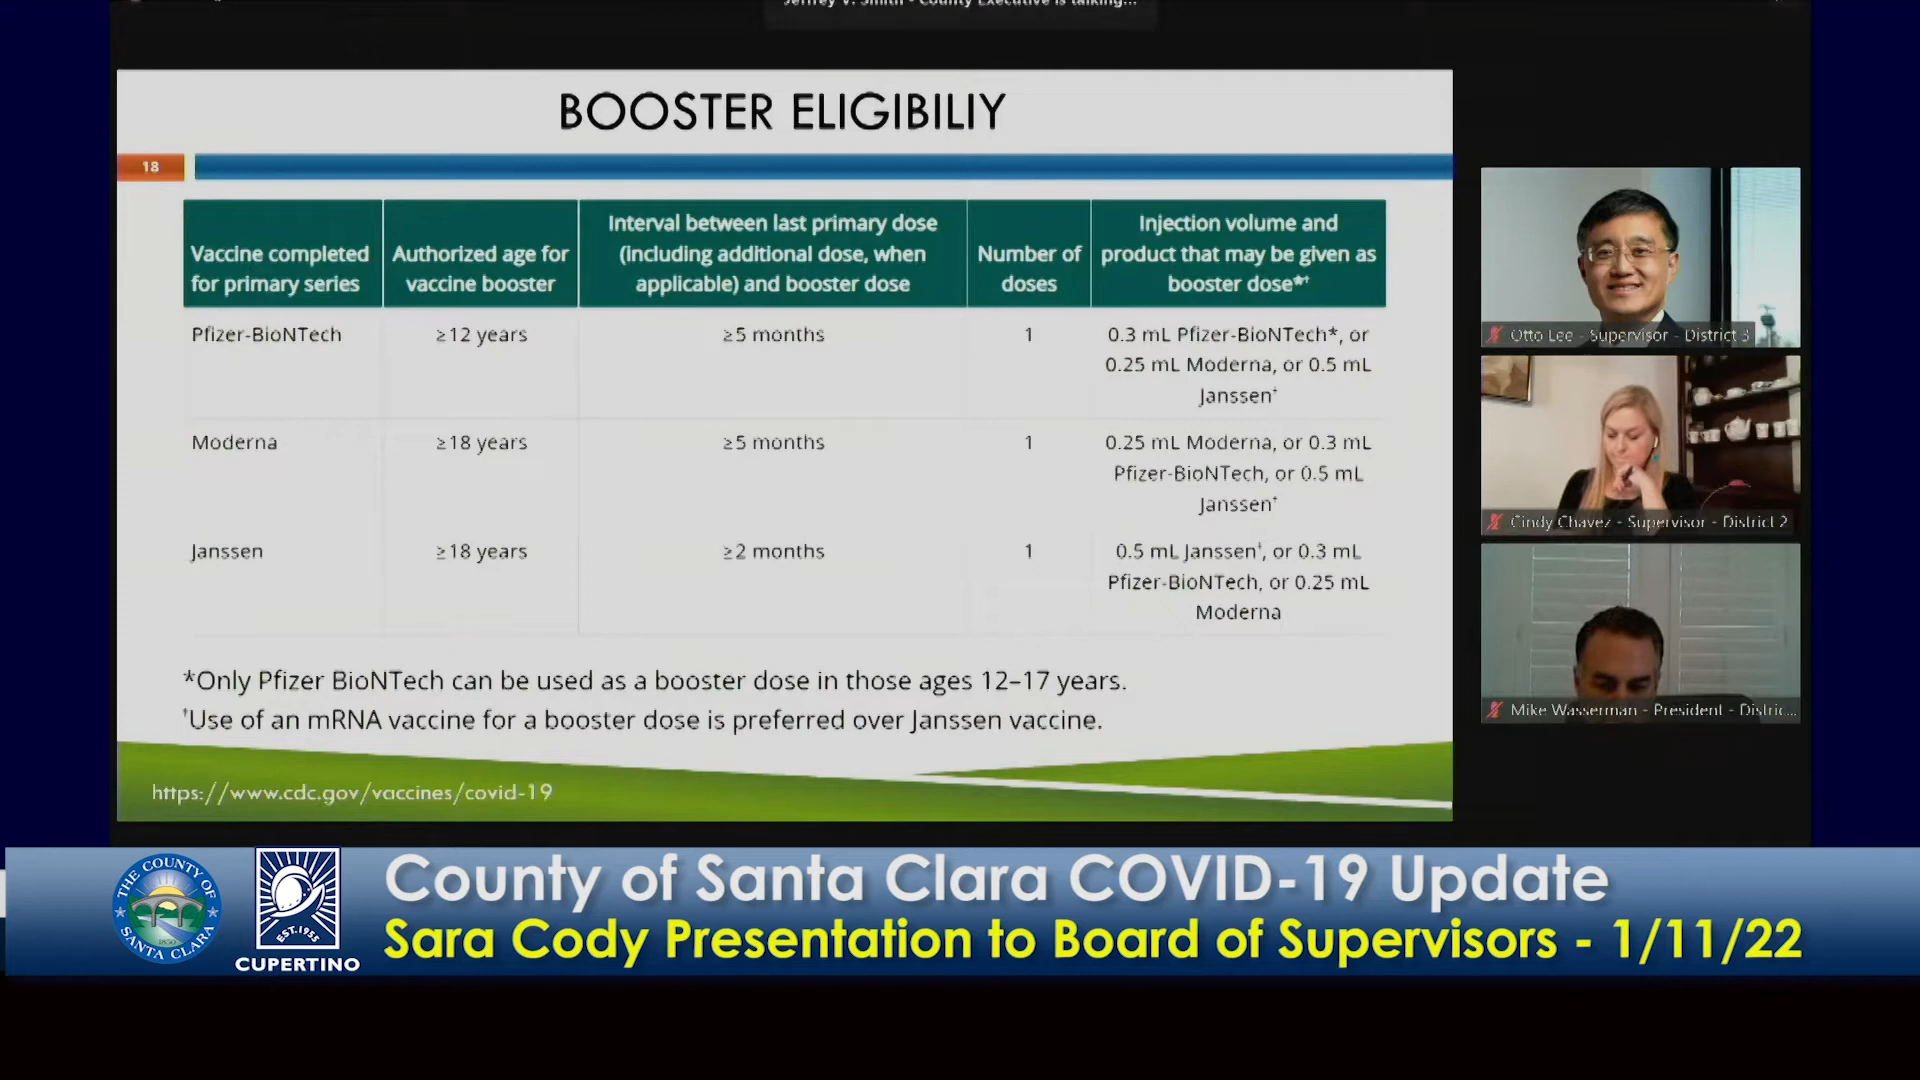 Jeffrey V. Smith - County Executive is talking...
BOOSTER ELIGIBILIY
18
Vaccine completed
for primary series
Authorized age for
vaccine booster
Interval between last primary dose
(including additional dose, when
applicable) and booster dose
Number of
doses
Injection volume and
product that may be given as
booster dose*†
Pfizer-BioNTech
≥12 years
≥5 months
1
0.3 mL Pfizer-BioNTech*, or
0.25 mL Moderna, or 0.5 mL
Janssen†
Moderna
≥18 years
≥5 months
1
0.25 mL Moderna, or 0.3 mL
Pfizer-BioNTech, or 0.5 mL
Janssen†
Janssen
≥18 years
≥2 months
1
0.5 mL Janssen†, or 0.3 mL
Pfizer-BioNTech, or 0.25 mL
Moderna
*Only Pfizer BioNTech can be used as a booster dose in those ages 12–17 years.
†Use of an mRNA vaccine for a booster dose is preferred over Janssen vaccine.
https://www.cdc.gov/vaccines/covid-19
Otto Lee - Supervisor - District 3
Cindy Chavez - Supervisor - District 2
Mike Wasserman - President - Distric...
THE COUNTY OF
SANTA CLARA
1850
EST. 1955
CUPERTINO
County of Santa Clara COVID-19 Update
Sara Cody Presentation to Board of Supervisors - 1/11/22